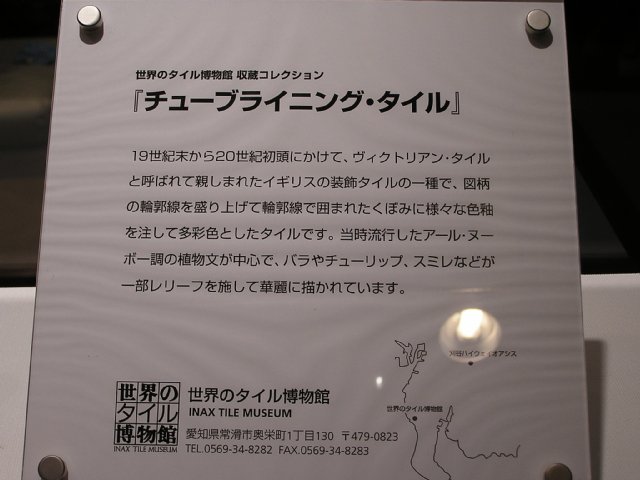 世界のタイル博物館 収蔵コレクション
『チューブライニング・タイル』
19世紀末から20世紀初頭にかけて、ヴィクトリアン・タイル
と呼ばれて親しまれたイギリスの装飾タイルの一種で、図柄
の輪郭線を盛り上げて輪郭線で囲まれたくぼみに様々な色釉
を注して多彩色としたタイルです。当時流行したアール・ヌー
ボー調の植物文が中心で、バラやチューリップ、スミレなどが
一部レリーフを施して華麗に描かれています。
刈谷ハイウェイオアシス
世界のタイル博物館
世界の
タイル
博物館
INAX TILE MUSEUM
世界のタイル博物館
INAX TILE MUSEUM
愛知県常滑市奥栄町1丁目130 〒479-0823
TEL.0569-34-8282 FAX.0569-34-8283